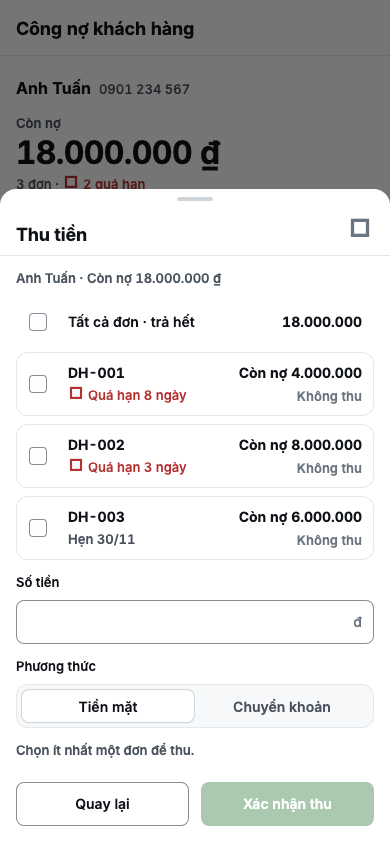 Công nợ khách hàng
Anh Tuấn 0901 234 567
Còn nợ
18.000.000 ₫
3 đơn · 2 quá hạn
Thu tiền
Anh Tuấn · Còn nợ 18.000.000 ₫
Tất cả đơn · trả hết 18.000.000
DH-001 Còn nợ 4.000.000
Quá hạn 8 ngày Không thu
DH-002 Còn nợ 8.000.000
Quá hạn 3 ngày Không thu
DH-003 Còn nợ 6.000.000
Hẹn 30/11 Không thu
Số tiền
đ
Phương thức
Tiền mặt Chuyển khoản
Chọn ít nhất một đơn để thu.
Quay lại Xác nhận thu